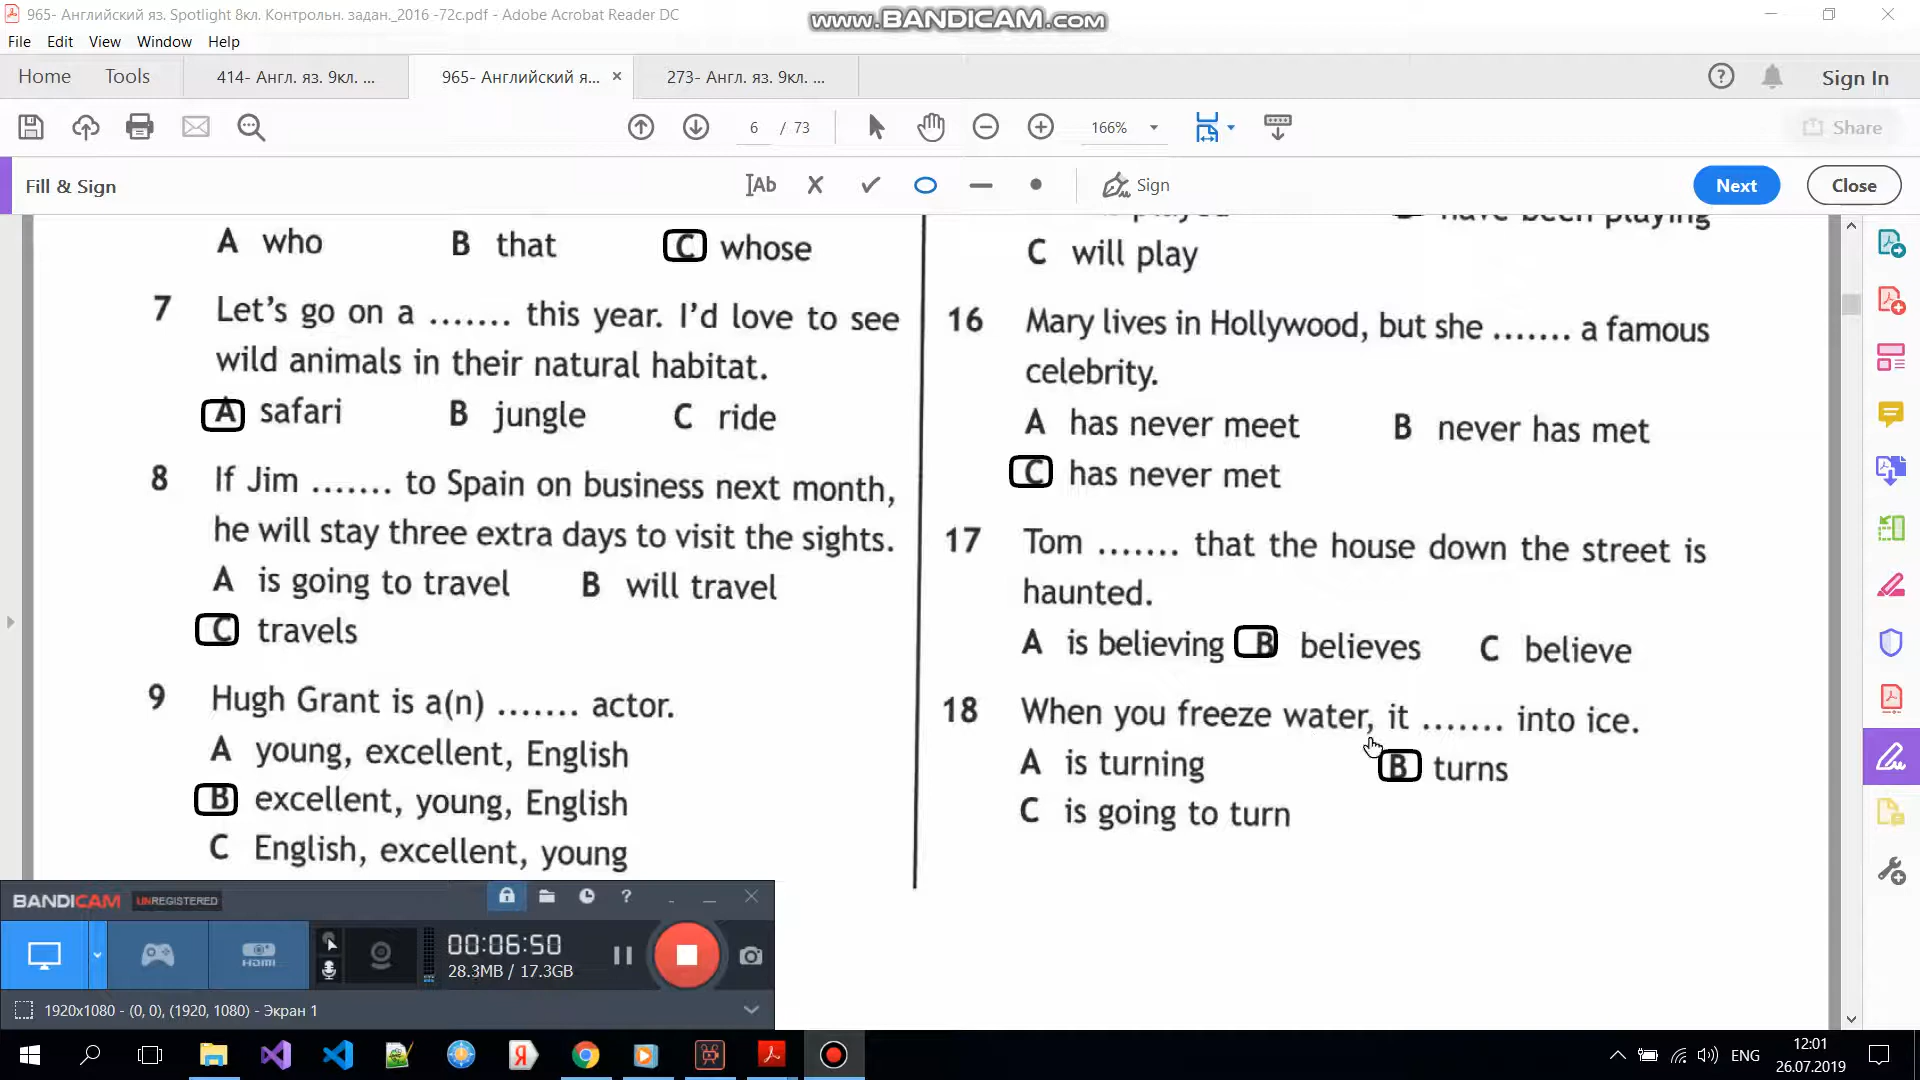 965- Английский яз. Spotlight 8кл. Контрольн. задан._2016 -72с.pdf - Adobe Acrobat Reader DC
www.BANDICAM.com
File Edit View Window Help
Home Tools 414- Англ. яз. 9кл. ... 965- Английский я... × 273- Англ. яз. 9кл. ... Sign In
6 / 73 166% Share
Fill & Sign Ab Sign Next Close
A who B that C whose
7 Let's go on a ....... this year. I'd love to see
wild animals in their natural habitat.
A safari B jungle C ride
8 If Jim ....... to Spain on business next month,
he will stay three extra days to visit the sights.
A is going to travel B will travel
C travels
9 Hugh Grant is a(n) ....... actor.
A young, excellent, English
B excellent, young, English
C English, excellent, young
have been playing
C will play
16 Mary lives in Hollywood, but she ....... a famous
celebrity.
A has never meet B never has met
C has never met
17 Tom ....... that the house down the street is
haunted.
A is believing B believes C believe
18 When you freeze water, it ....... into ice.
A is turning B turns
C is going to turn
BANDICAM UNREGISTERED
HDMI
00:06:50
28.3MB / 17.3GB
1920x1080 - (0, 0), (1920, 1080) - Экран 1
ENG 12:01
26.07.2019